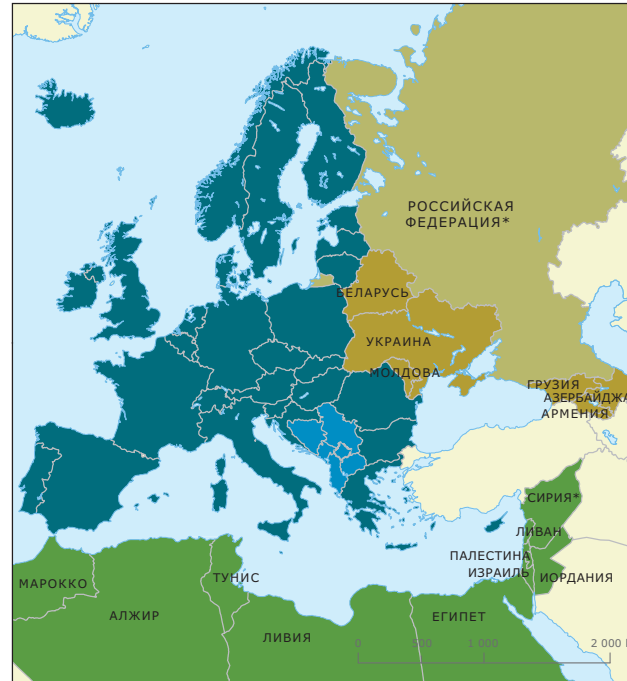 РОССИЙСКАЯ
ФЕДЕРАЦИЯ*
БЕЛАРУСЬ
УКРАИНА
МОЛДОВА
ГРУЗИЯ
АЗЕРБАЙДЖА
АРМЕНИЯ
СИРИЯ*
ЛИВАН
ПАЛЕСТИНА
ИЗРАИЛЬ
ИОРДАНИЯ
МАРОККО
ТУНИС
АЛЖИР
ЕГИПЕТ
ЛИВИЯ
0 500 1 000 2 000